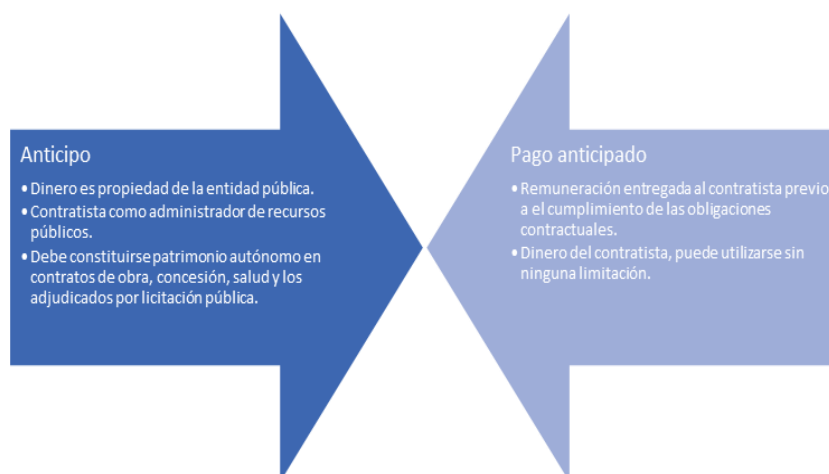 Anticipo
• Dinero es propiedad de la entidad pública.
• Contratista como administrador de recursos
públicos.
• Debe constituirse patrimonio autónomo en
contratos de obra, concesión, salud y los
adjudicados por licitación pública.
Pago anticipado
• Remuneración entregada al contratista previo
a el cumplimiento de las obligaciones
contractuales.
• Dinero del contratista, puede utilizarse sin
ninguna limitación.